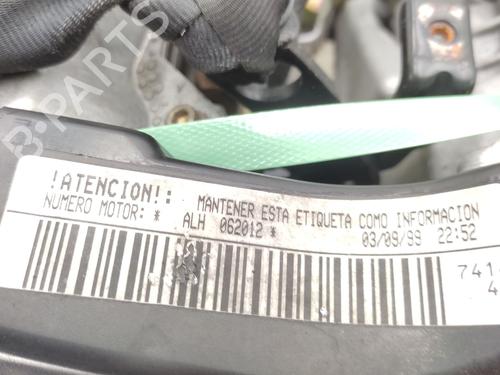 B-PARTS
!ATENCION!: MANTENER ESTA ETIQUETA COMO INFORMACION
NUMERO MOTOR: * ALH 062012 * 03/09/99 22:52